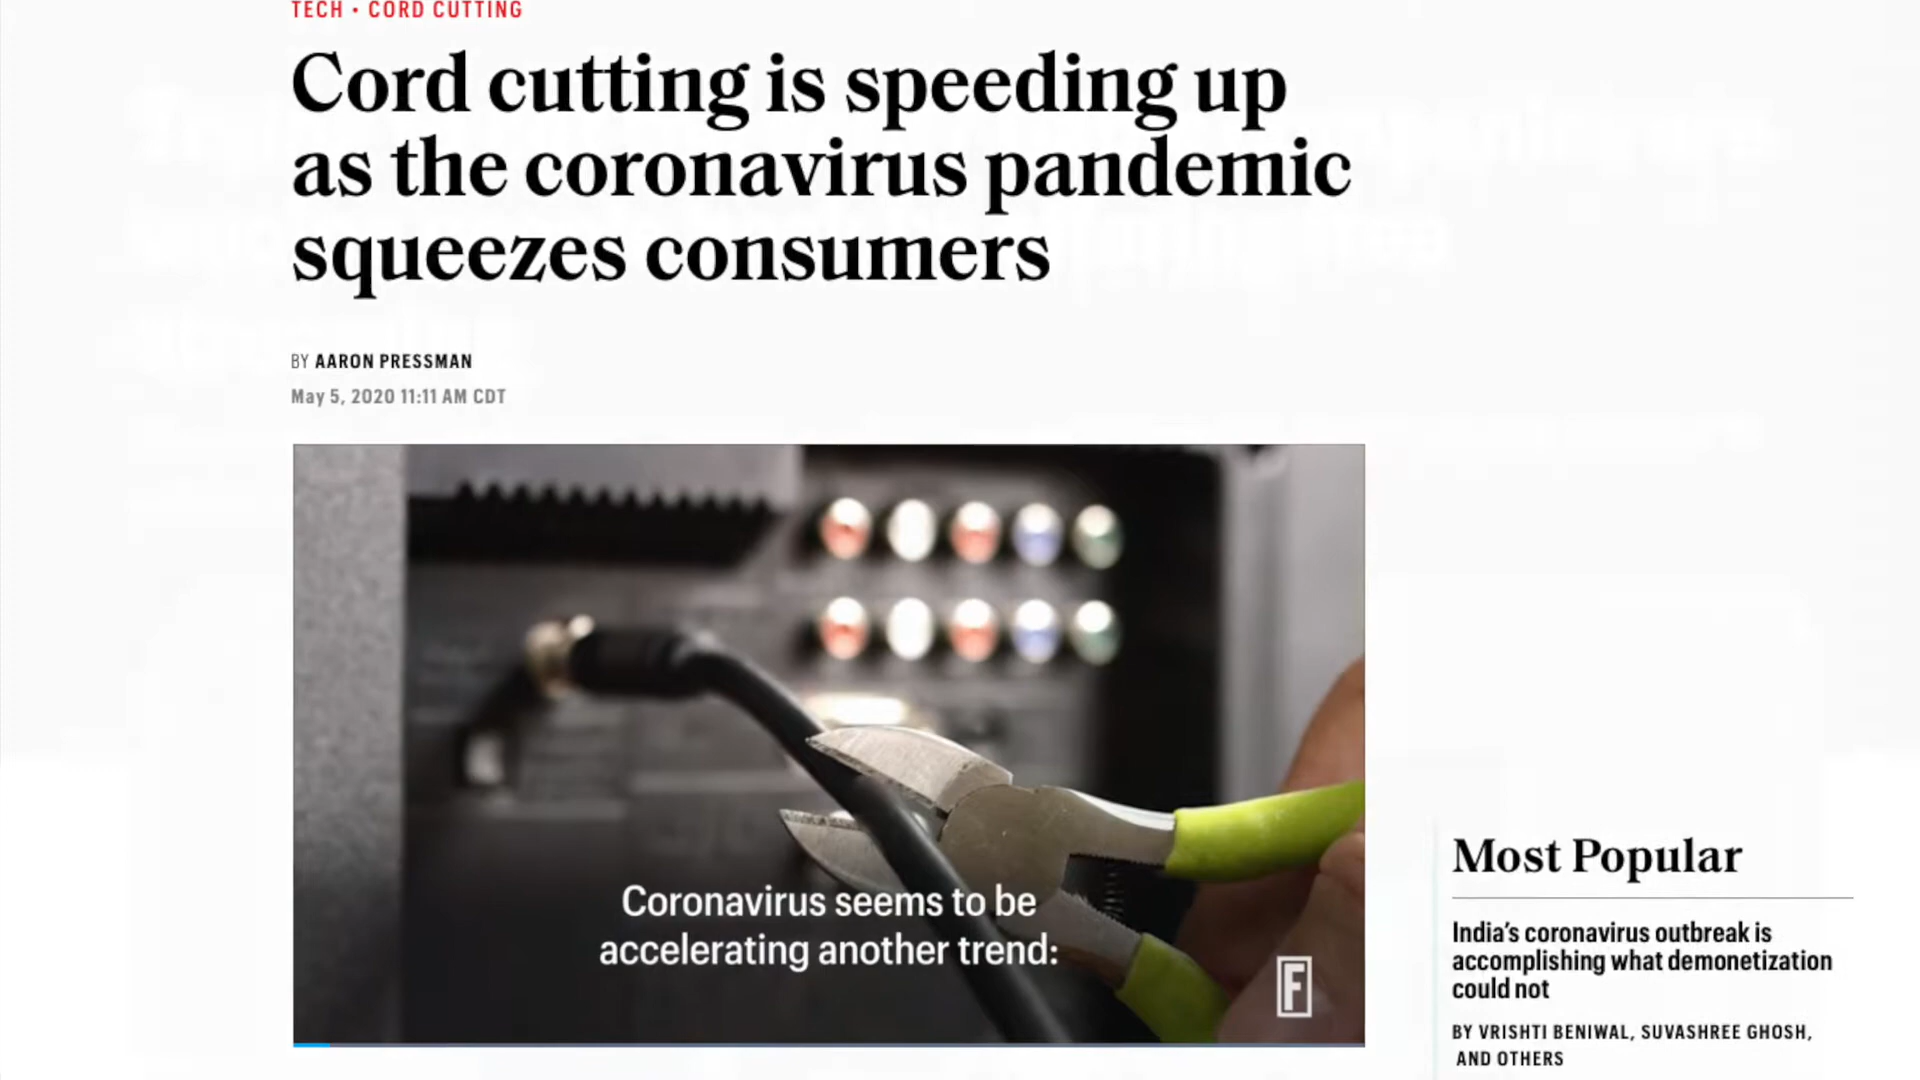 TECH • CORD CUTTING
Cord cutting is speeding up
as the coronavirus pandemic
squeezes consumers
BY AARON PRESSMAN
May 5, 2020 11:11 AM CDT
Coronavirus seems to be
accelerating another trend:
F
Most Popular
India’s coronavirus outbreak is
accomplishing what demonetization
could not
BY VRISHTI BENIWAL, SUVASHREE GHOSH,
AND OTHERS